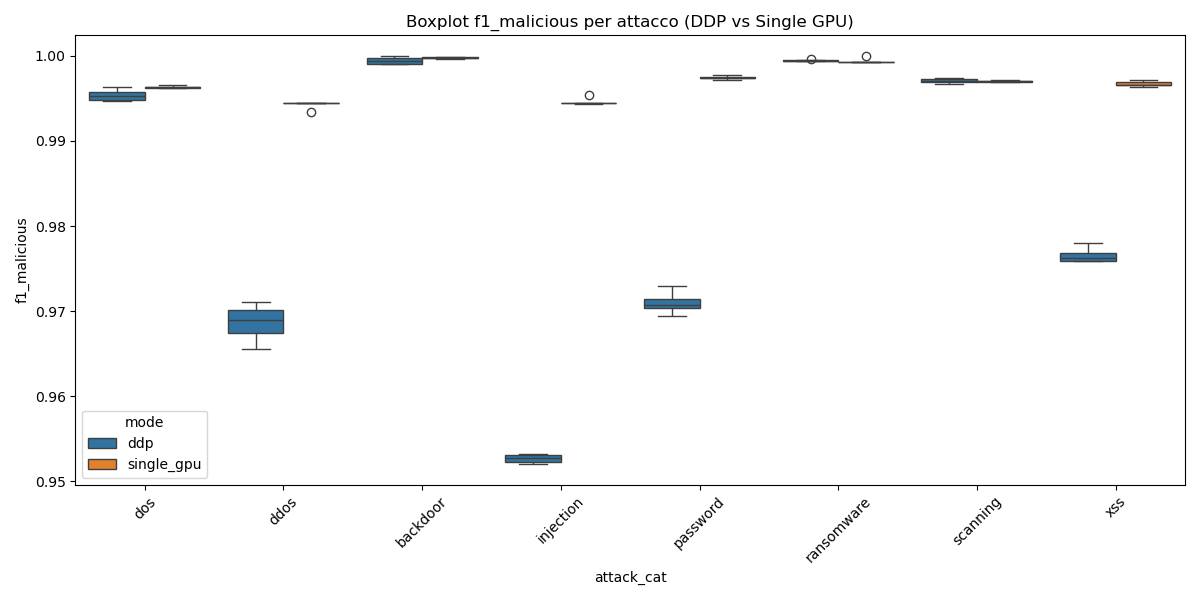 Boxplot f1_malicious per attacco (DDP vs Single GPU)
f1_malicious
1.00
0.99
0.98
0.97
0.96
0.95
mode
ddp
single_gpu
dos
ddos
backdoor
injection
password
ransomware
scanning
xss
attack_cat